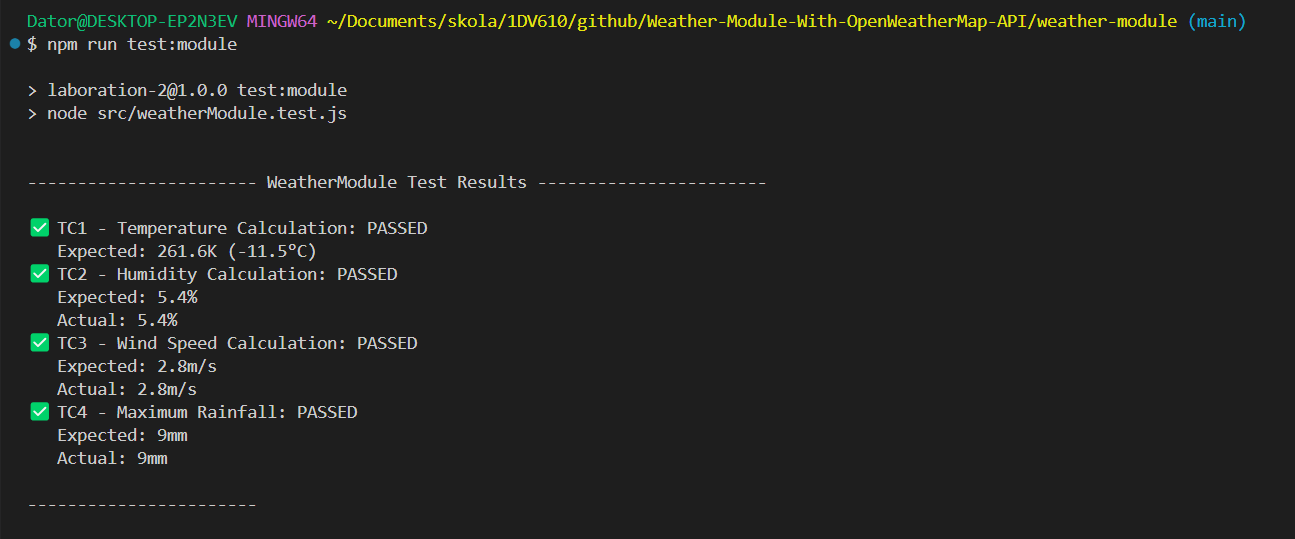 Dator@DESKTOP-EP2N3EV MINGW64 ~/Documents/skola/1DV610/github/Weather-Module-With-OpenWeatherMap-API/weather-module (main)
$ npm run test:module
> laboration-2@1.0.0 test:module
> node src/weatherModule.test.js
----------------------- WeatherModule Test Results -----------------------
✅ TC1 - Temperature Calculation: PASSED
Expected: 261.6K (-11.5°C)
✅ TC2 - Humidity Calculation: PASSED
Expected: 5.4%
Actual: 5.4%
✅ TC3 - Wind Speed Calculation: PASSED
Expected: 2.8m/s
Actual: 2.8m/s
✅ TC4 - Maximum Rainfall: PASSED
Expected: 9mm
Actual: 9mm
-----------------------